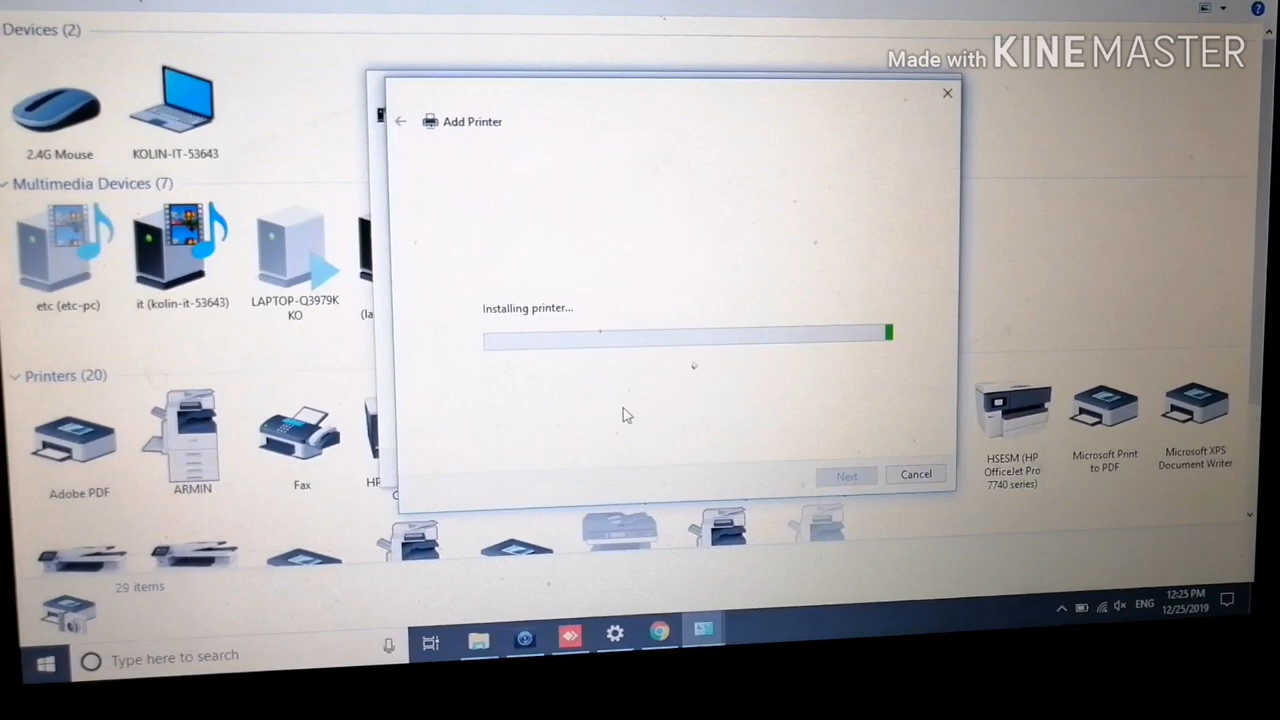 Devices (2)
Made with KINEMASTER
Add Printer
2.4G Mouse
KOLIN-IT-53643
Multimedia Devices (7)
etc (etc-pc)
it (kolin-it-53643)
LAPTOP-Q3979K
KO
(la
Installing printer...
Printers (20)
Adobe PDF
ARMIN
Fax
HP
Next
Cancel
HSESM (HP
OfficeJet Pro
7740 series)
Microsoft Print
to PDF
Microsoft XPS
Document Writer
29 items
Type here to search
ENG
12:25 PM
12/25/2019